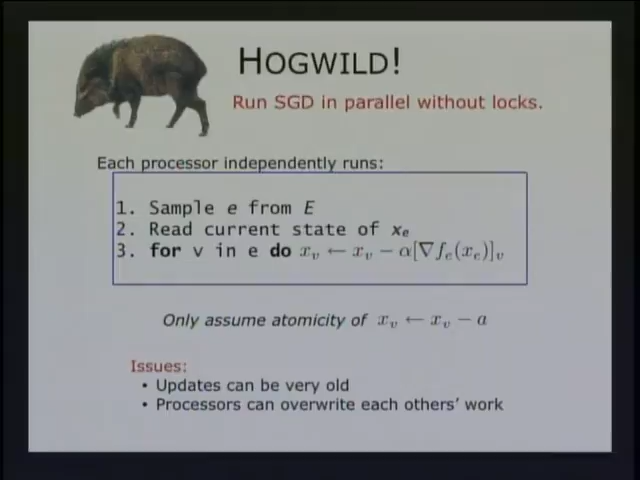 HOGWILD!
Run SGD in parallel without locks.
Each processor independently runs:
1. Sample e from E
2. Read current state of xₑ
3. for v in e do xᵥ ← xᵥ − α[∇fₑ(xₑ)]ᵥ
Only assume atomicity of xᵥ ← xᵥ − a
Issues:
• Updates can be very old
• Processors can overwrite each others' work